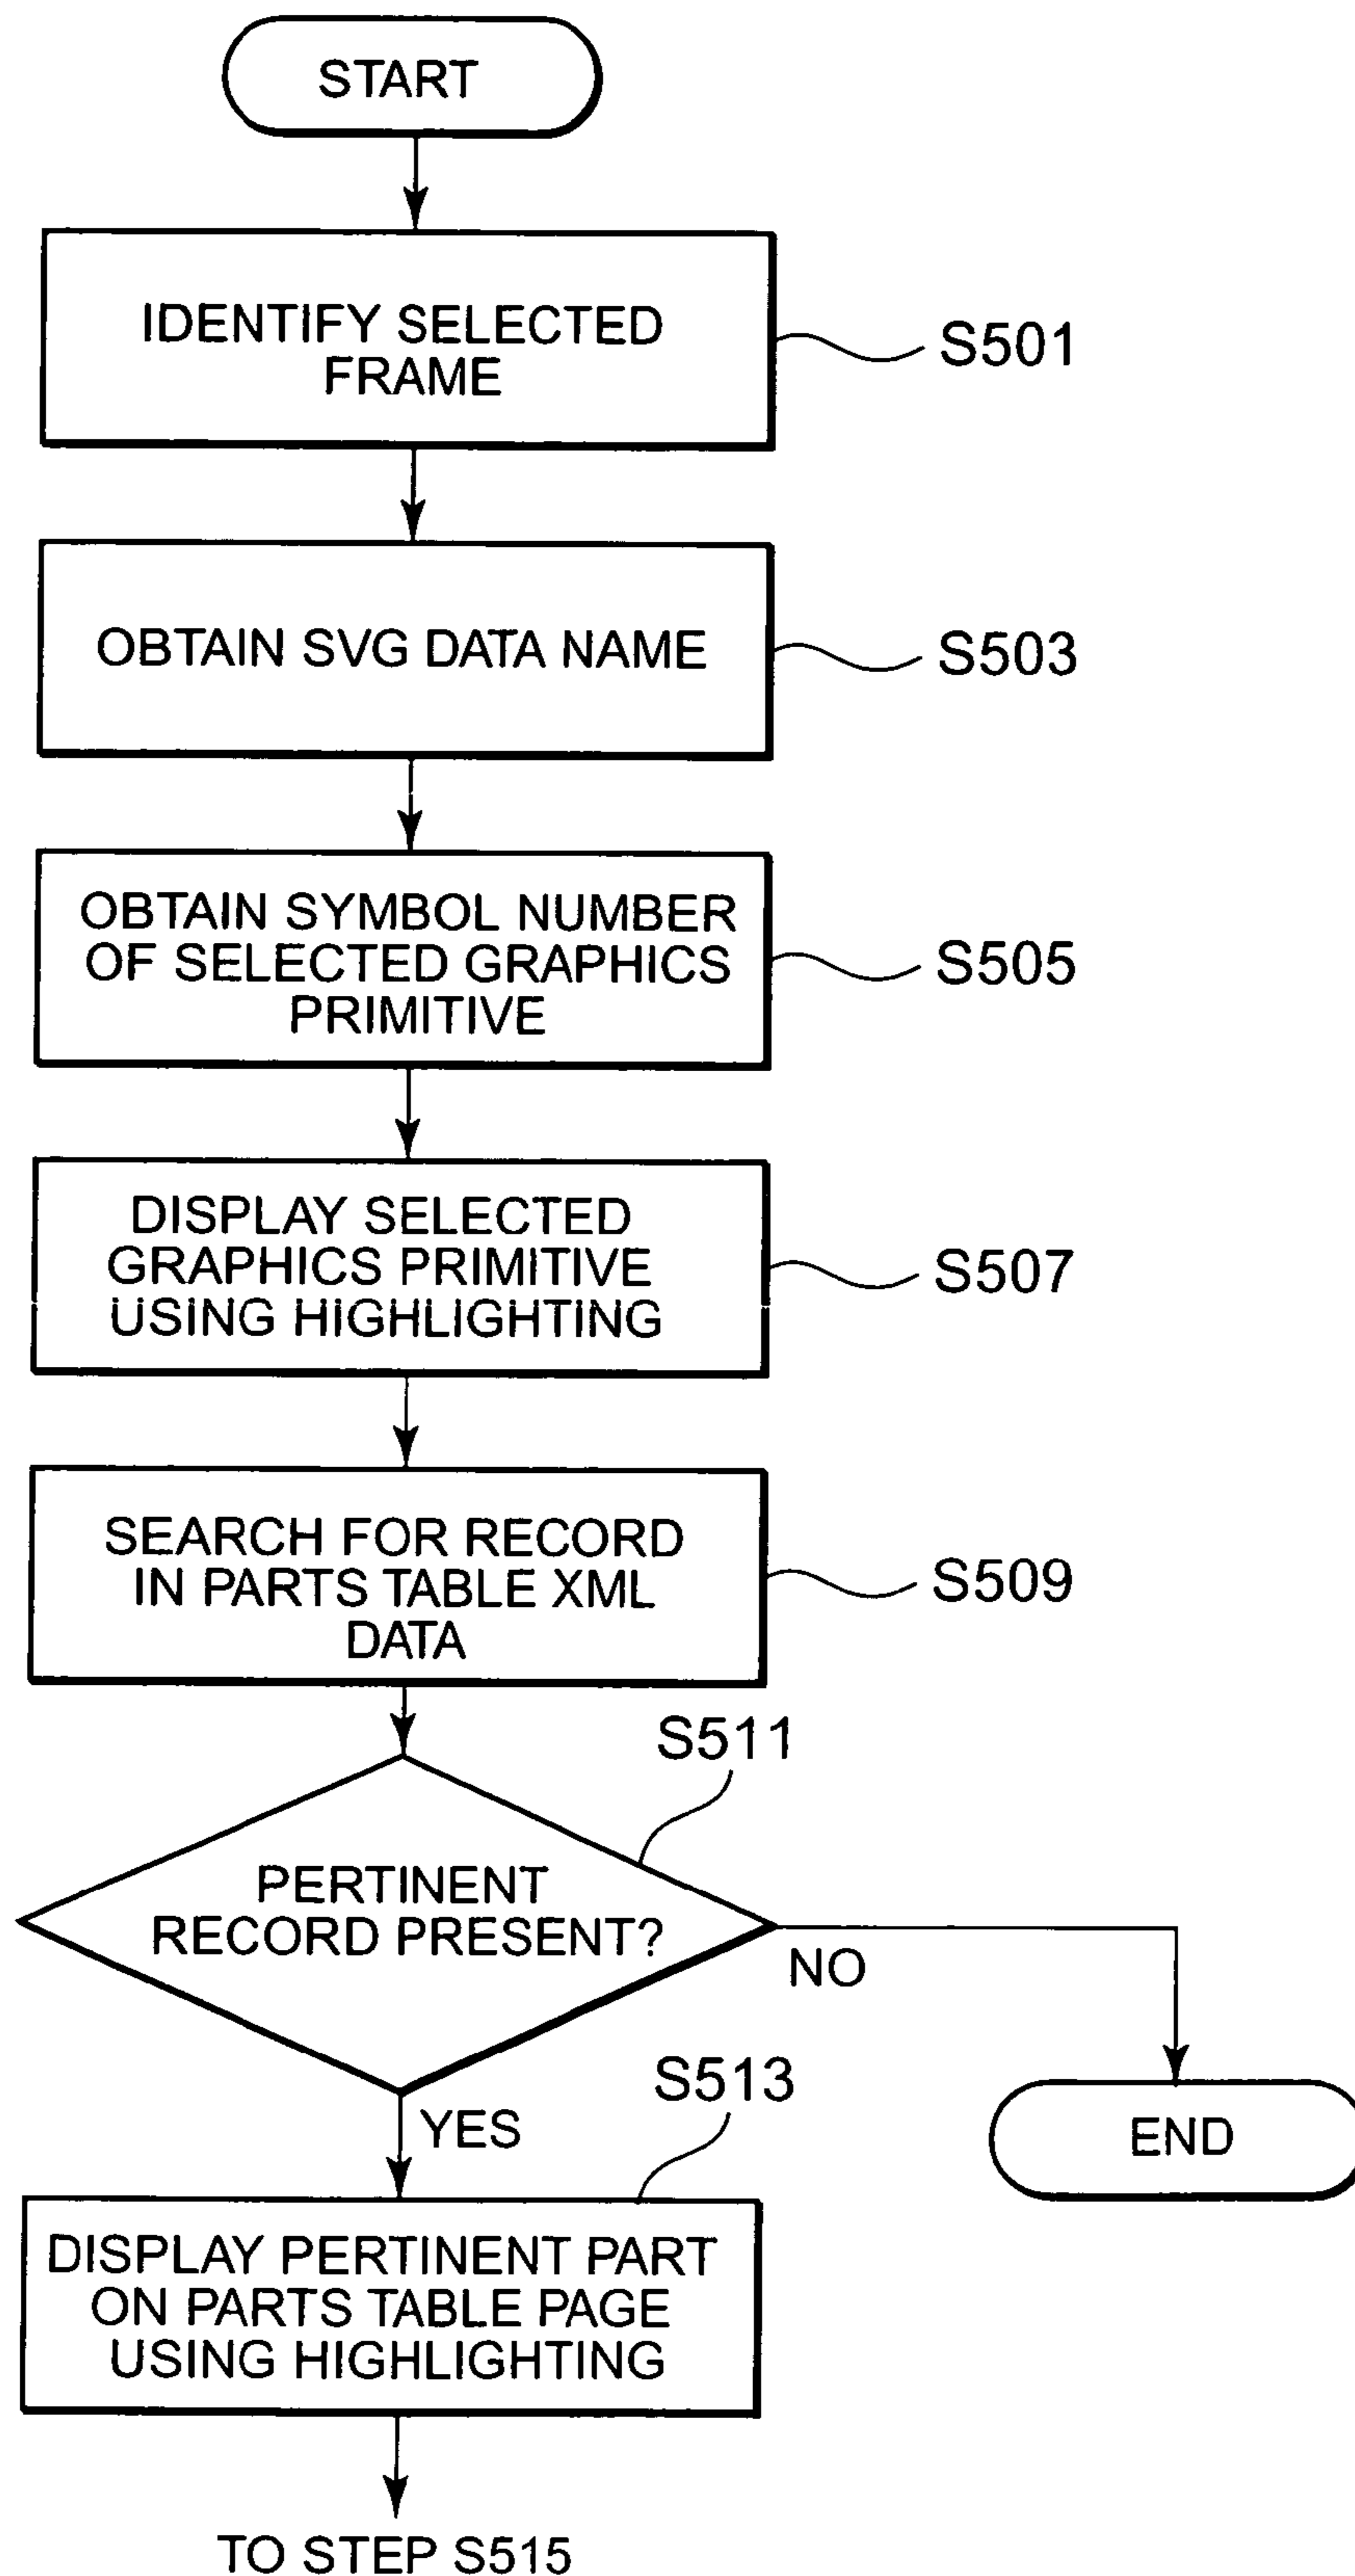 START
IDENTIFY SELECTED
FRAME
S501
OBTAIN SVG DATA NAME
S503
OBTAIN SYMBOL NUMBER
OF SELECTED GRAPHICS
PRIMITIVE
S505
DISPLAY SELECTED
GRAPHICS PRIMITIVE
USING HIGHLIGHTING
S507
SEARCH FOR RECORD
IN PARTS TABLE XML
DATA
S509
S511
PERTINENT
RECORD PRESENT?
NO
END
YES
S513
DISPLAY PERTINENT PART
ON PARTS TABLE PAGE
USING HIGHLIGHTING
TO STEP S515